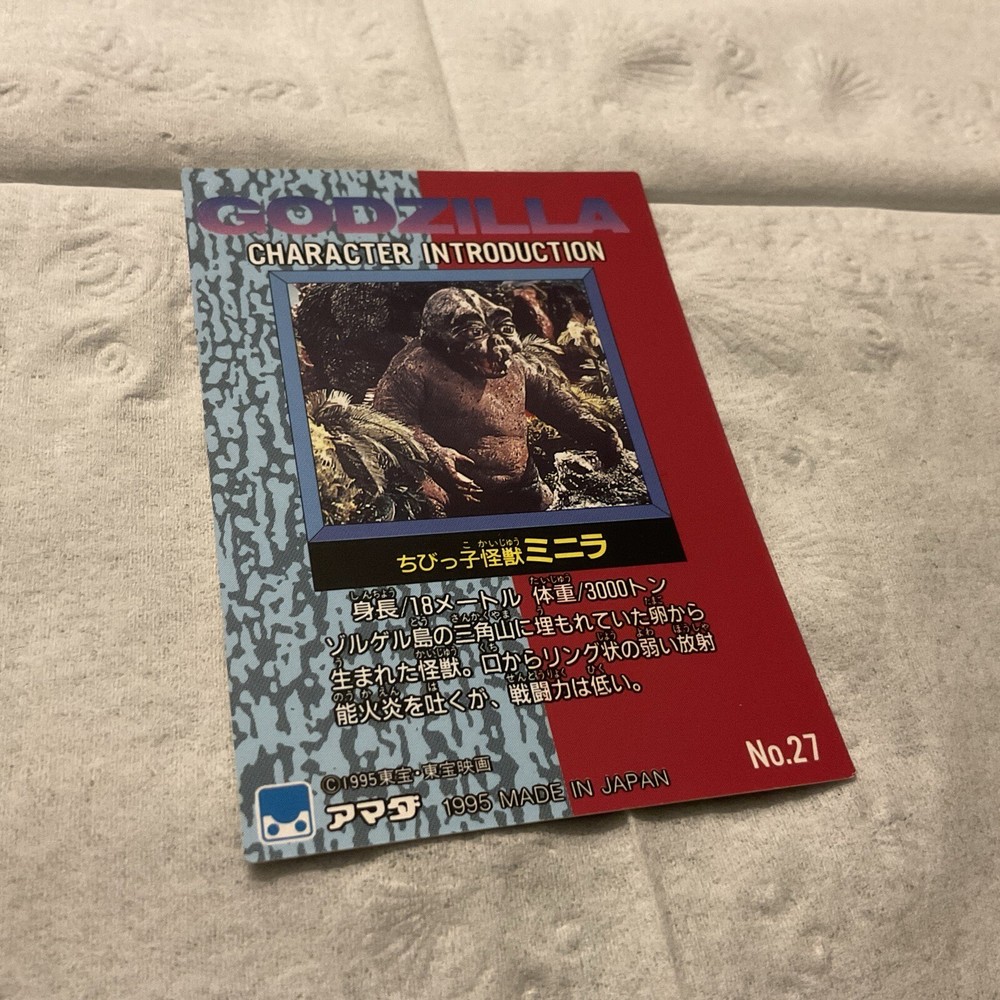 GODZILLA
CHARACTER INTRODUCTION
ちびっ子怪獣ミニラ
身長/18メートル 体重/3000トン
ゾルゲル島の三角山に埋もれていた卵から
生まれた怪獣。口からリング状の弱い放射
能火炎を吐くが、戦闘力は低い。
No.27
©1995東宝・東宝映画
アマダ 1995 MADE IN JAPAN